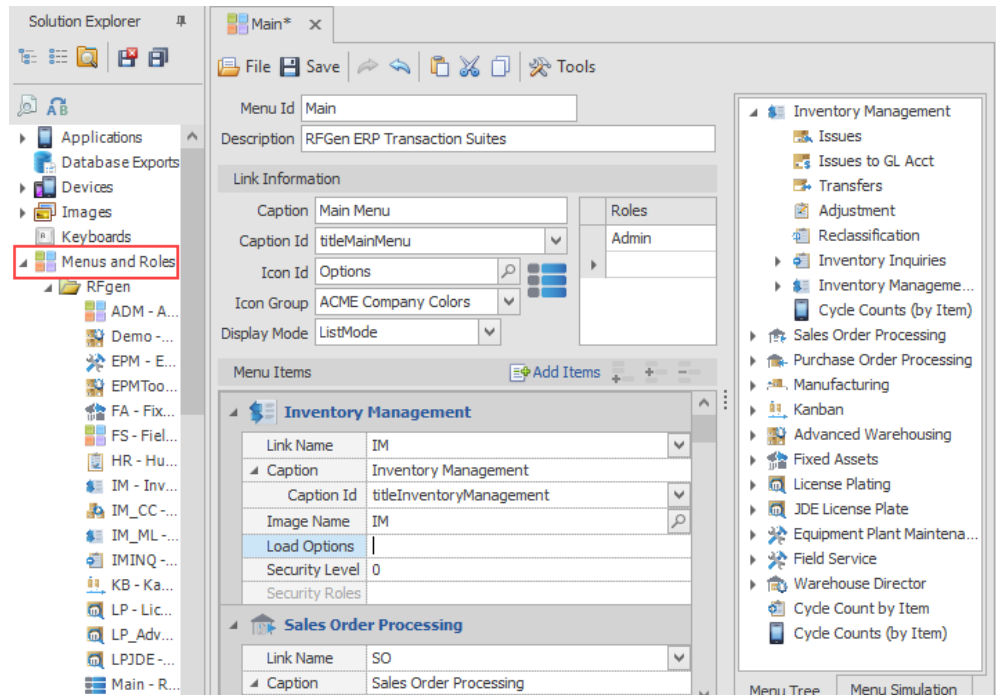 Solution Explorer
Applications
Database Exports
Devices
Images
Keyboards
Menus and Roles
RFgen
ADM - A...
Demo -...
EPM - E...
EPMToo...
FA - Fix...
FS - Fiel...
HR - Hu...
IM - Inv...
IM_CC -...
IM_ML -...
IMINQ -...
KB - Ka...
LP - Lic...
LP_Adv...
LPJDE -...
Main - R...
Main*
File Save Tools
Menu Id Main
Description RFGen ERP Transaction Suites
Link Information
Caption Main Menu
Caption Id titleMainMenu
Icon Id Options
Icon Group ACME Company Colors
Display Mode ListMode
Roles
Admin
Menu Items Add Items
Inventory Management
Link Name IM
Caption Inventory Management
Caption Id titleInventoryManagement
Image Name IM
Load Options
Security Level 0
Security Roles
Sales Order Processing
Link Name SO
Caption Sales Order Processing
Inventory Management
Issues
Issues to GL Acct
Transfers
Adjustment
Reclassification
Inventory Inquiries
Inventory Manageme...
Cycle Counts (by Item)
Sales Order Processing
Purchase Order Processing
Manufacturing
Kanban
Advanced Warehousing
Fixed Assets
License Plating
JDE License Plate
Equipment Plant Maintena...
Field Service
Warehouse Director
Cycle Count by Item
Cycle Counts (by Item)
Menu Tree Menu Simulation